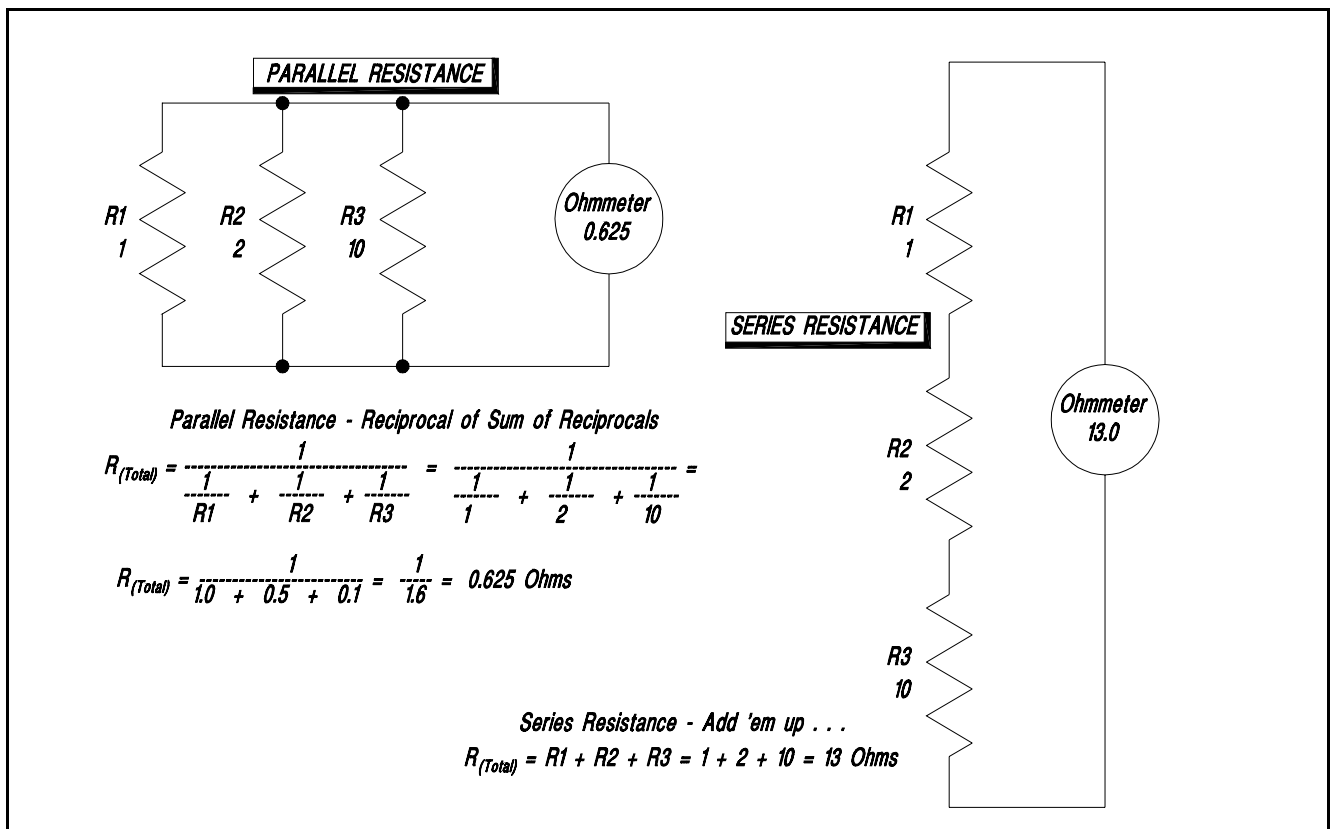 PARALLEL RESISTANCE
R1
1
R2
2
R3
10
Ohmmeter
0.625
Parallel Resistance - Reciprocal of Sum of Reciprocals
R(Total) = 1 / (1/R1 + 1/R2 + 1/R3) = 1 / (1/1 + 1/2 + 1/10) =
R(Total) = 1 / (1.0 + 0.5 + 0.1) = 1/1.6 = 0.625 Ohms
SERIES RESISTANCE
R1
1
R2
2
R3
10
Ohmmeter
13.0
Series Resistance - Add 'em up . . .
R(Total) = R1 + R2 + R3 = 1 + 2 + 10 = 13 Ohms